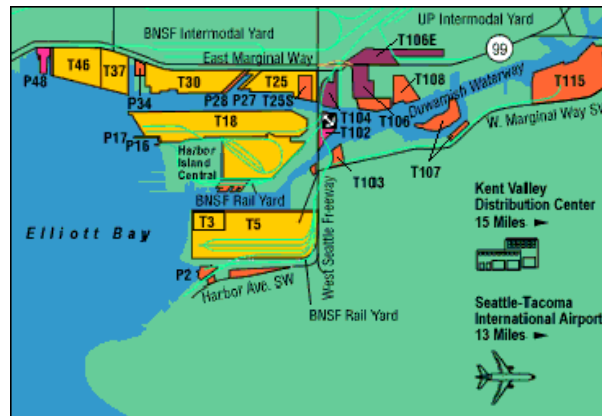 UP Intermodal Yard
BNSF Intermodal Yard
T106E
99
East Marginal Way
T46
T37
T30
T25
T108
T115
P48
P34
P28
P27
T25S
Duwamish Waterway
T18
T104
T106
T102
W. Marginal Way SW
P17
P16
Harbor
Island
Central
T107
T103
BNSF Rail Yard
West Seattle Freeway
Kent Valley
Distribution Center
15 Miles
T3
T5
Elliott Bay
P2
Harbor Ave. SW
BNSF Rail Yard
Seattle-Tacoma
International Airport
13 Miles